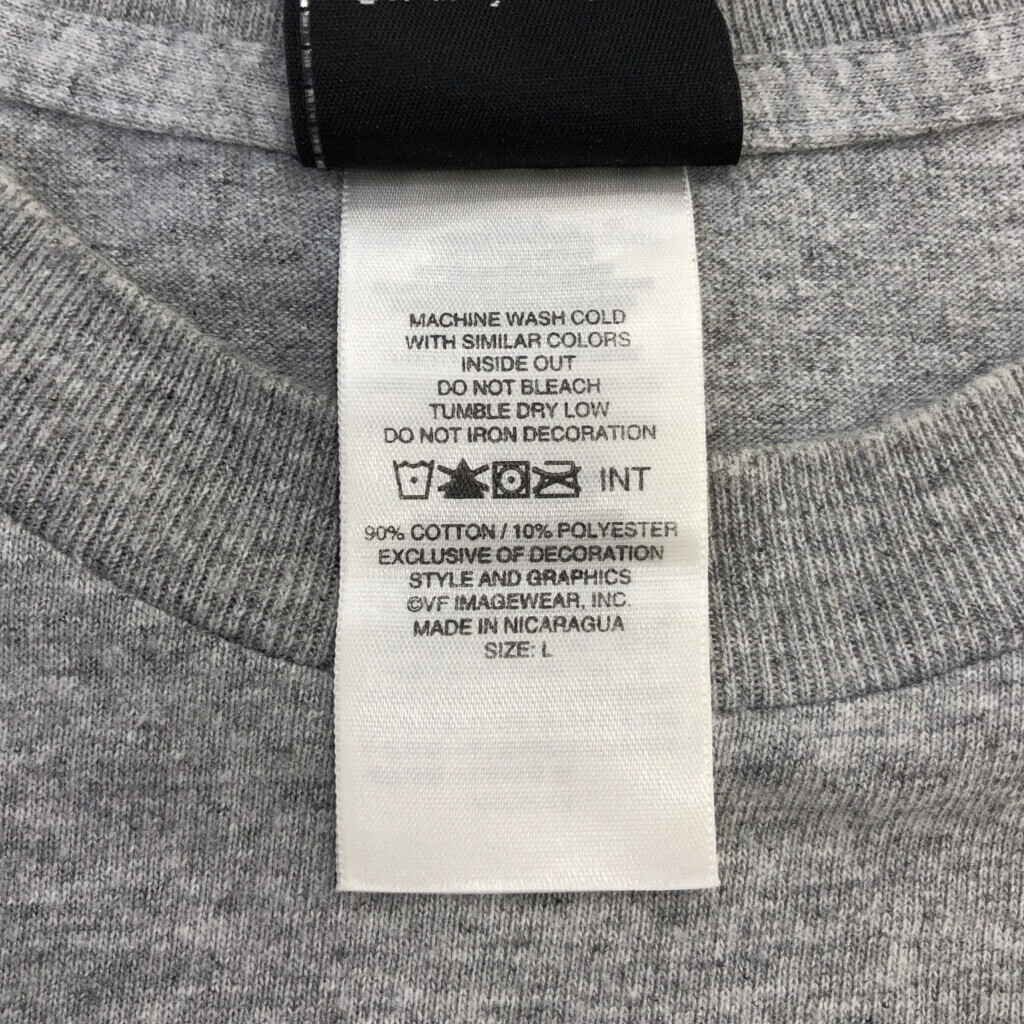 MACHINE WASH COLD
WITH SIMILAR COLORS
INSIDE OUT
DO NOT BLEACH
TUMBLE DRY LOW
DO NOT IRON DECORATION
INT
90% COTTON / 10% POLYESTER
EXCLUSIVE OF DECORATION
STYLE AND GRAPHICS
©VF IMAGEWEAR, INC.
MADE IN NICARAGUA
SIZE: L